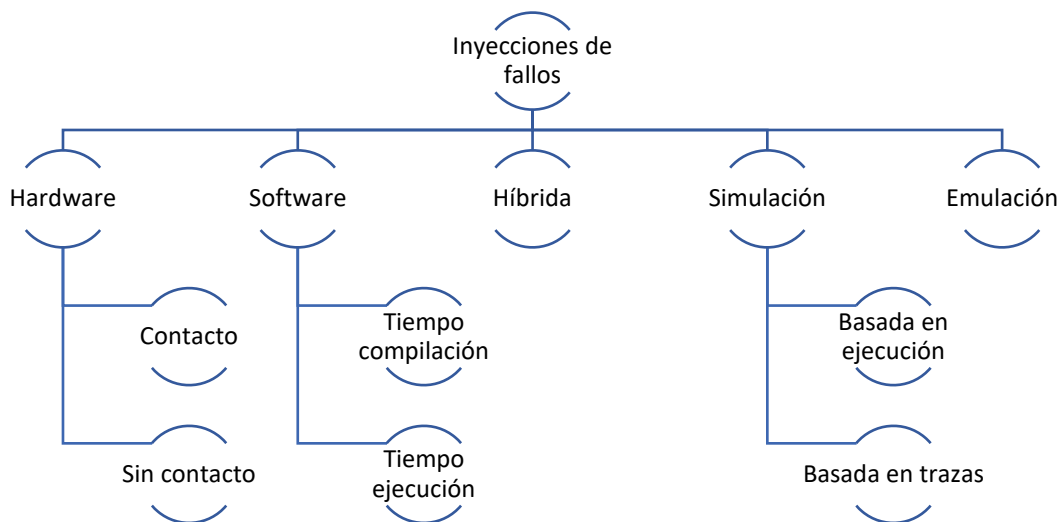 Inyecciones de
fallos
Hardware
Software
Híbrida
Simulación
Emulación
Contacto
Tiempo
compilación
Basada en
ejecución
Sin contacto
Tiempo
ejecución
Basada en trazas